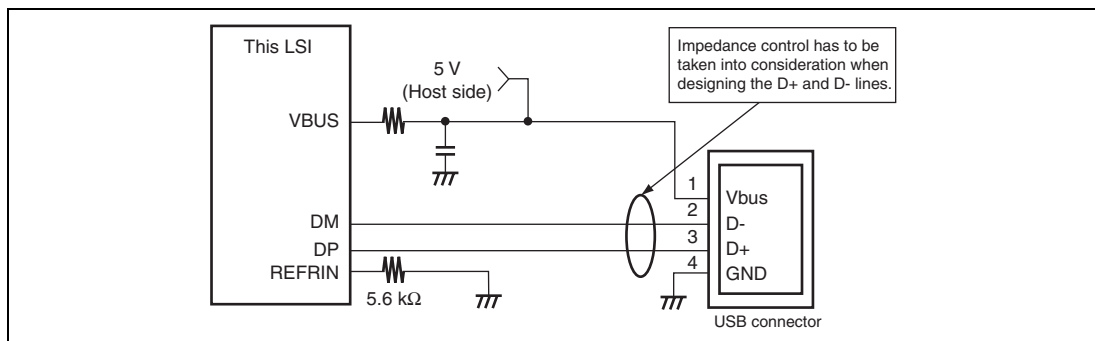 This LSI
Impedance control has to be
taken into consideration when
designing the D+ and D- lines.
5 V
(Host side)
VBUS
1
Vbus
2
DM
D-
3
DP
D+
4
REFRIN
GND
5.6 kΩ
USB connector